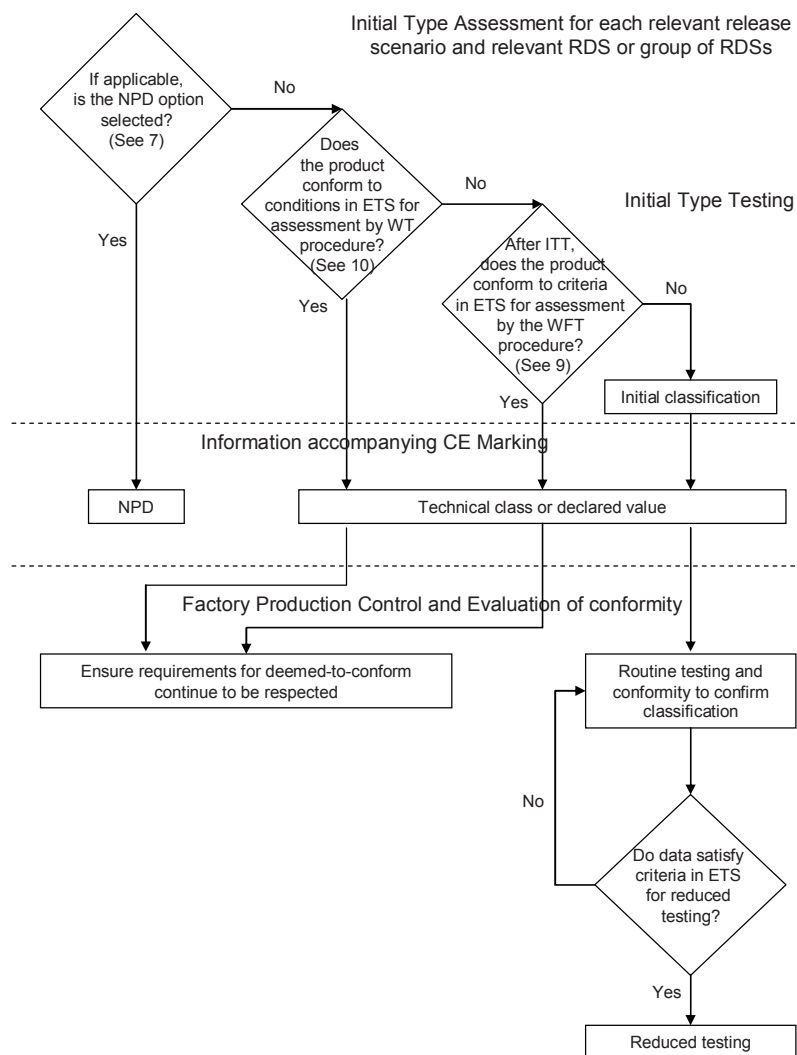 Initial Type Assessment for each relevant release
scenario and relevant RDS or group of RDSs
If applicable,
is the NPD option
selected?
(See 7)
No
Yes
Does
the product
conform to
conditions in ETS for
assessment by WT
procedure?
(See 10)
No
Yes
Initial Type Testing
After ITT,
does the product
conform to criteria
in ETS for assessment
by the WFT
procedure?
(See 9)
No
Yes
Initial classification
Information accompanying CE Marking
NPD
Technical class or declared value
Factory Production Control and Evaluation of conformity
Ensure requirements for deemed-to-conform
continue to be respected
Routine testing and
conformity to confirm
classification
No
Do data satisfy
criteria in ETS
for reduced
testing?
Yes
Reduced testing